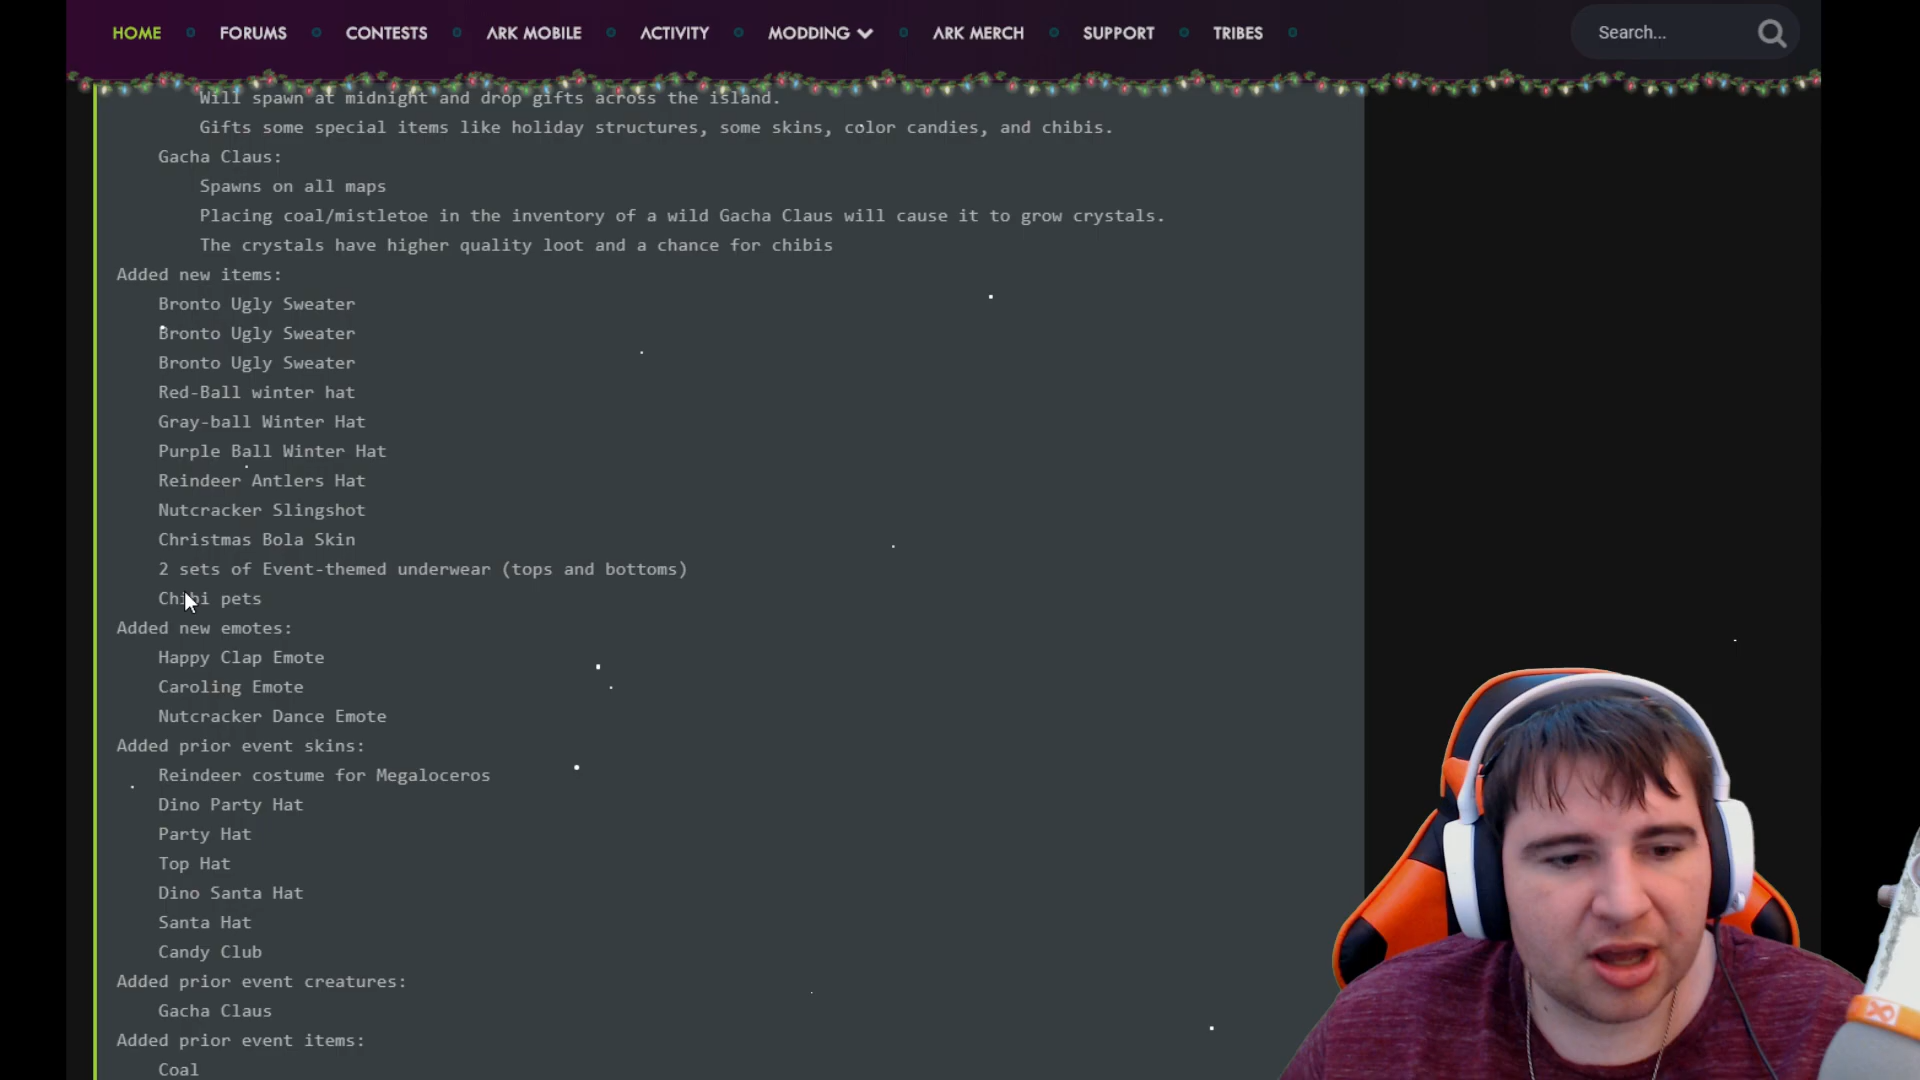 HOME FORUMS CONTESTS ARK MOBILE ACTIVITY MODDING ARK MERCH SUPPORT TRIBES Search...
Will spawn at midnight and drop gifts across the island.
Gifts some special items like holiday structures, some skins, color candies, and chibis.
Gacha Claus:
Spawns on all maps
Placing coal/mistletoe in the inventory of a wild Gacha Claus will cause it to grow crystals.
The crystals have higher quality loot and a chance for chibis
Added new items:
Bronto Ugly Sweater
Bronto Ugly Sweater
Bronto Ugly Sweater
Red-Ball winter hat
Gray-ball Winter Hat
Purple Ball Winter Hat
Reindeer Antlers Hat
Nutcracker Slingshot
Christmas Bola Skin
2 sets of Event-themed underwear (tops and bottoms)
Chibi pets
Added new emotes:
Happy Clap Emote
Caroling Emote
Nutcracker Dance Emote
Added prior event skins:
Reindeer costume for Megaloceros
Dino Party Hat
Party Hat
Top Hat
Dino Santa Hat
Santa Hat
Candy Club
Added prior event creatures:
Gacha Claus
Added prior event items:
Coal